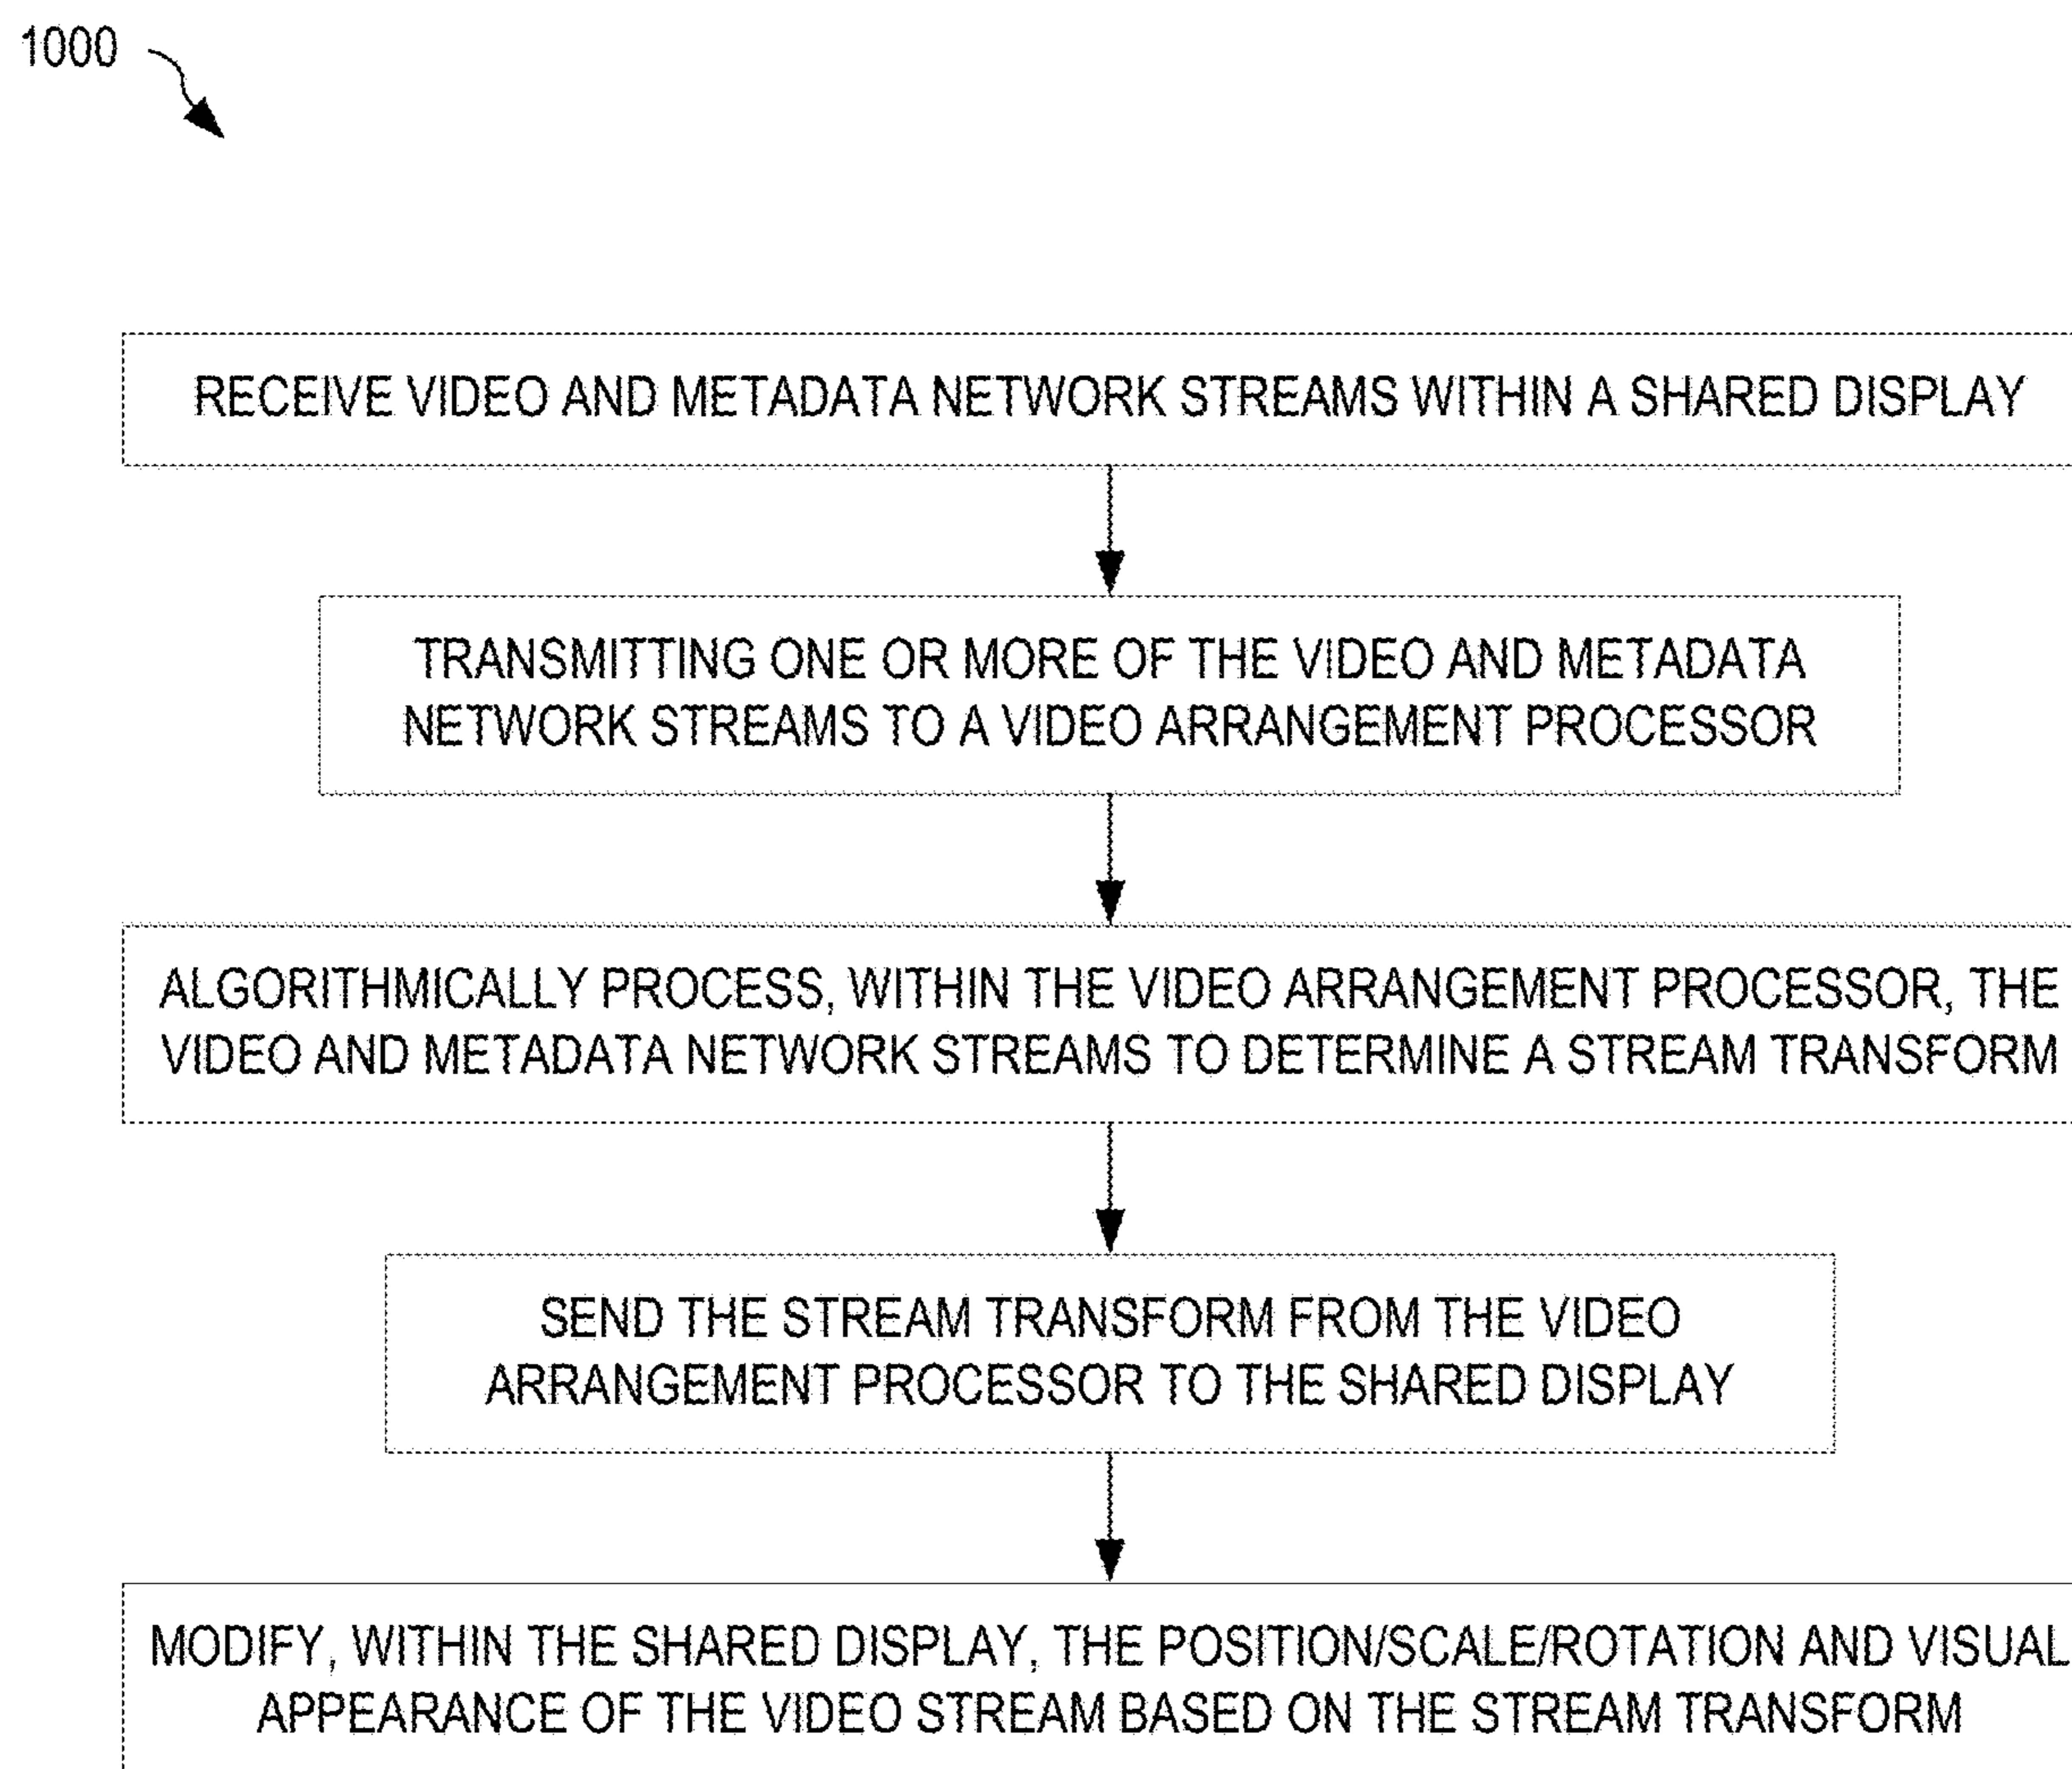 1000
RECEIVE VIDEO AND METADATA NETWORK STREAMS WITHIN A SHARED DISPLAY
TRANSMITTING ONE OR MORE OF THE VIDEO AND METADATA
NETWORK STREAMS TO A VIDEO ARRANGEMENT PROCESSOR
ALGORITHMICALLY PROCESS, WITHIN THE VIDEO ARRANGEMENT PROCESSOR, THE
VIDEO AND METADATA NETWORK STREAMS TO DETERMINE A STREAM TRANSFORM
SEND THE STREAM TRANSFORM FROM THE VIDEO
ARRANGEMENT PROCESSOR TO THE SHARED DISPLAY
MODIFY, WITHIN THE SHARED DISPLAY, THE POSITION/SCALE/ROTATION AND VISUAL
APPEARANCE OF THE VIDEO STREAM BASED ON THE STREAM TRANSFORM